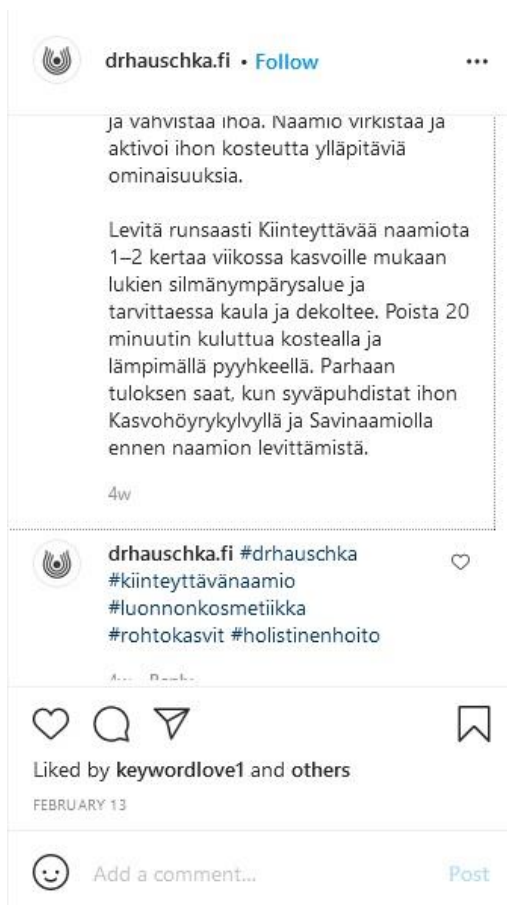 drhauschka.fi • Follow
ja vahvistaa ihoa. Naamio virkistää ja
aktivoi ihon kosteutta ylläpitäviä
ominaisuuksia.
Levitä runsaasti Kiinteyttävää naamiota
1–2 kertaa viikossa kasvoille mukaan
lukien silmänympärysalue ja
tarvittaessa kaula ja dekoltee. Poista 20
minuutin kuluttua kostealla ja
lämpimällä pyyhkeellä. Parhaan
tuloksen saat, kun syväpuhdistat ihon
Kasvohöyrykylvyllä ja Savinaamiolla
ennen naamion levittämistä.
4w
drhauschka.fi #drhauschka
#kiinteyttävänaamio
#luonnonkosmetiikka
#rohtokasvit #holistinenhoito
4w Reply
Liked by keywordlove1 and others
FEBRUARY 13
Add a comment... Post